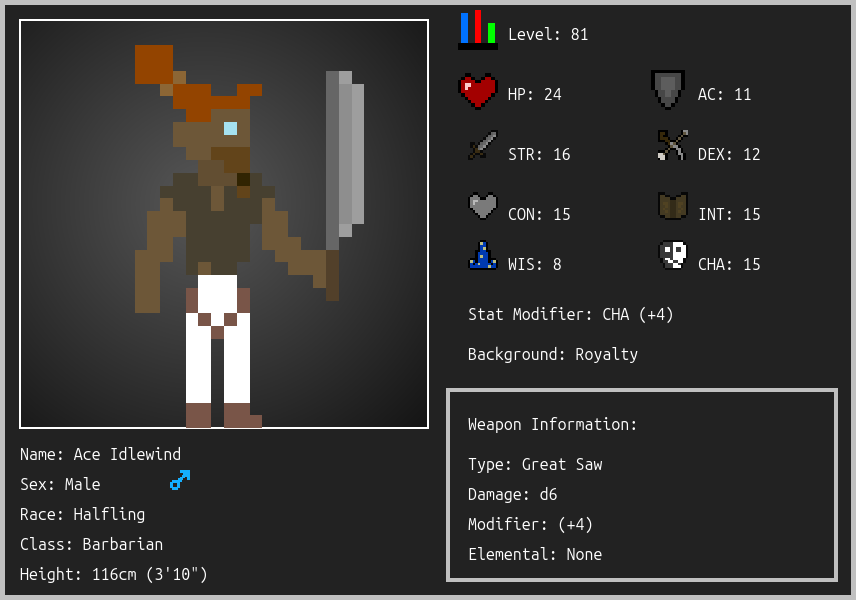 Level: 81
HP: 24
AC: 11
STR: 16
DEX: 12
CON: 15
INT: 15
WIS: 8
CHA: 15
Stat Modifier: CHA (+4)
Background: Royalty
Weapon Information:
Type: Great Saw
Damage: d6
Modifier: (+4)
Elemental: None
Name: Ace Idlewind
Sex: Male
Race: Halfling
Class: Barbarian
Height: 116cm (3'10")